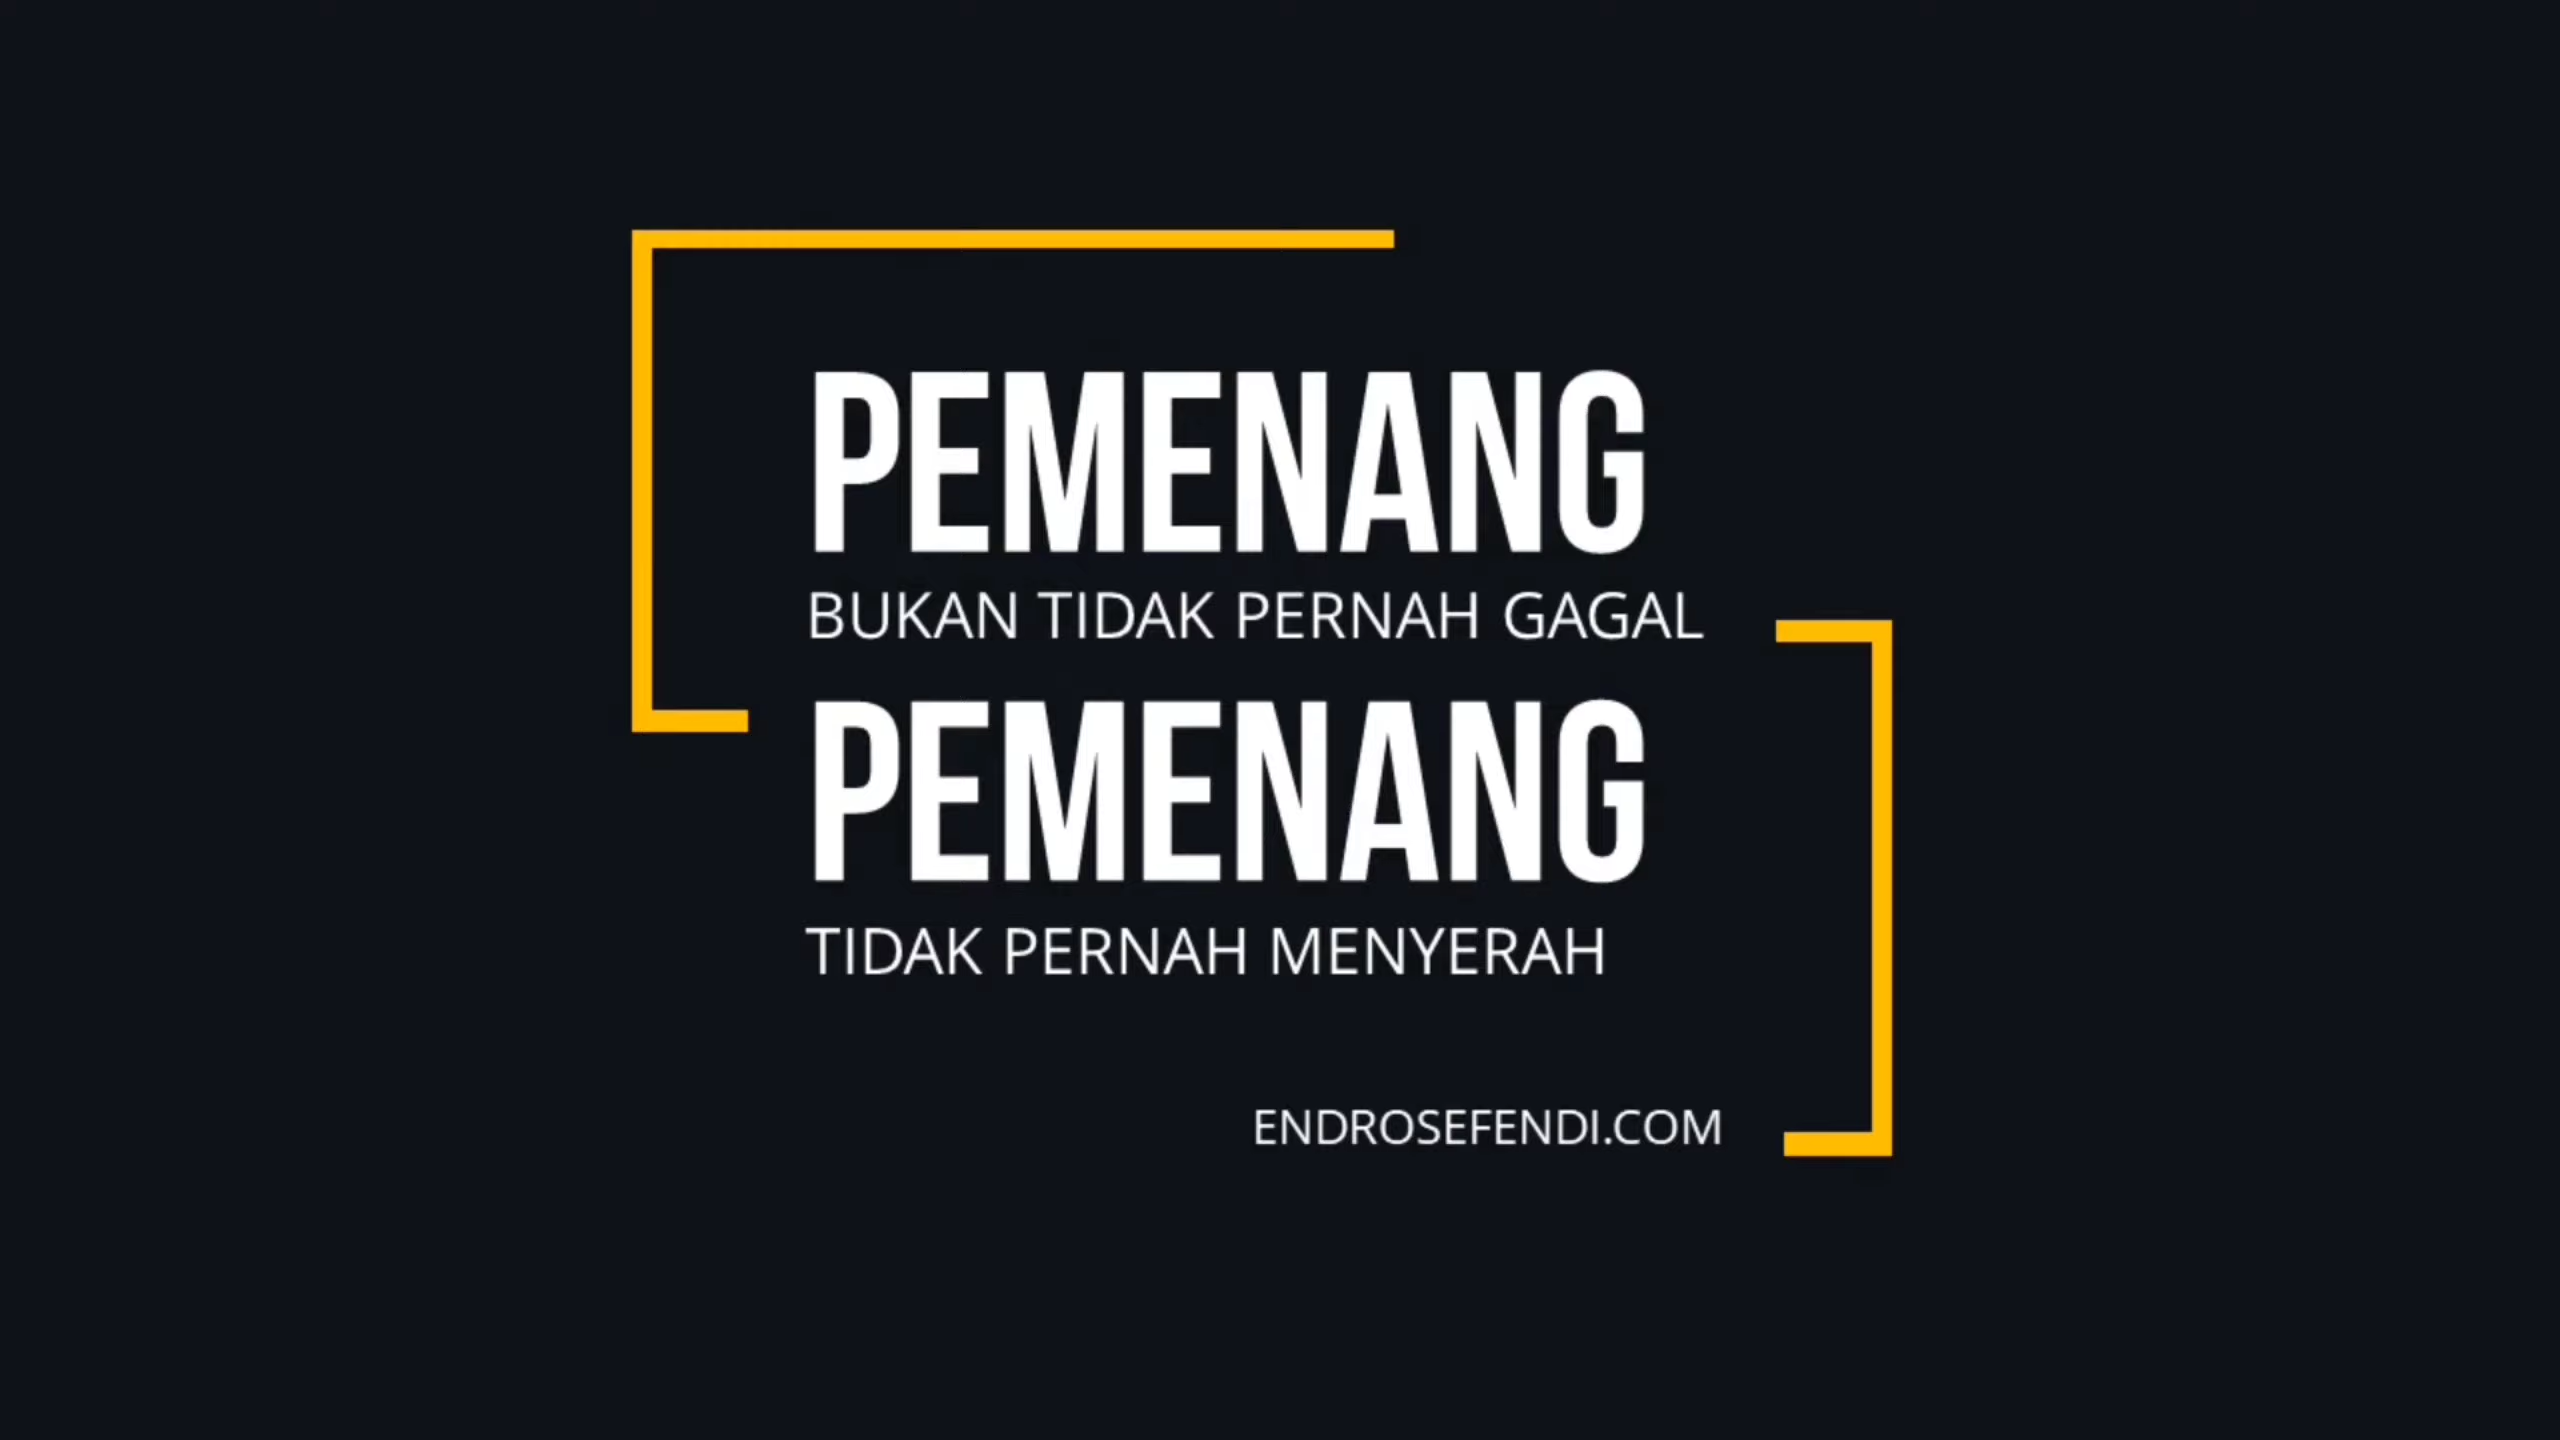 PEMENANG
BUKAN TIDAK PERNAH GAGAL
PEMENANG
TIDAK PERNAH MENYERAH
ENDROSEFENDI.COM